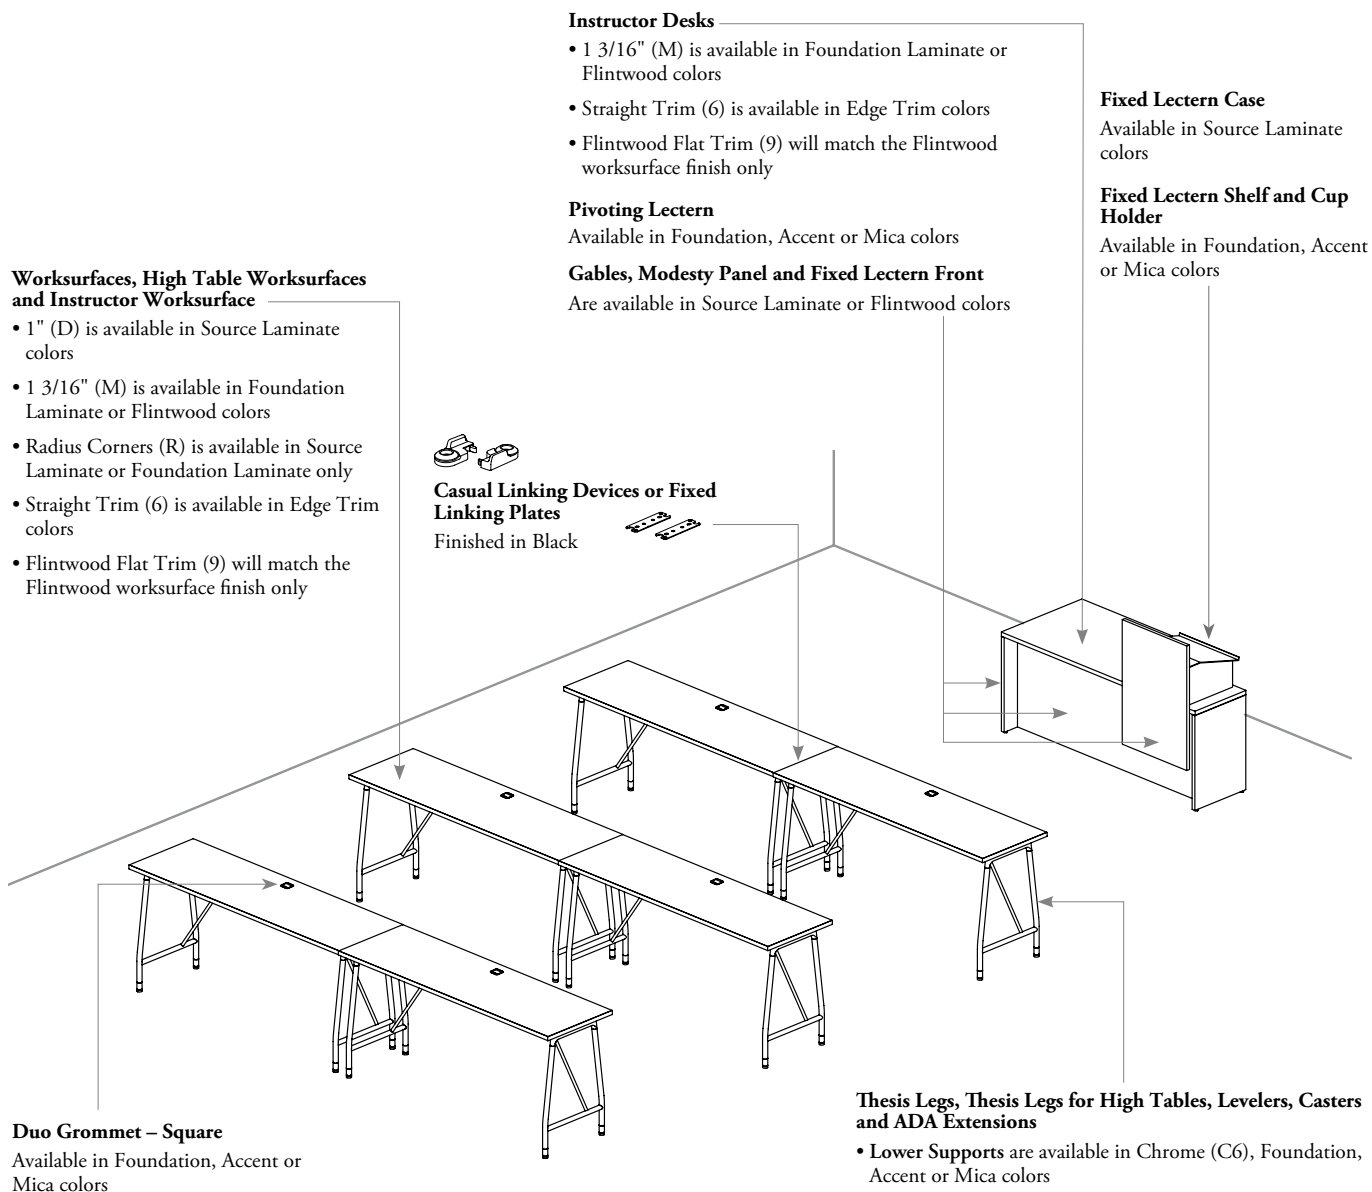 Instructor Desks
• 1 3/16" (M) is available in Foundation Laminate or
Flintwood colors
• Straight Trim (6) is available in Edge Trim colors
• Flintwood Flat Trim (9) will match the Flintwood
worksurface finish only
Pivoting Lectern
Available in Foundation, Accent or Mica colors
Gables, Modesty Panel and Fixed Lectern Front
Are available in Source Laminate or Flintwood colors
Fixed Lectern Case
Available in Source Laminate
colors
Fixed Lectern Shelf and Cup
Holder
Available in Foundation, Accent
or Mica colors
Worksurfaces, High Table Worksurfaces
and Instructor Worksurface
• 1" (D) is available in Source Laminate
colors
• 1 3/16" (M) is available in Foundation
Laminate or Flintwood colors
• Radius Corners (R) is available in Source
Laminate or Foundation Laminate only
• Straight Trim (6) is available in Edge Trim
colors
• Flintwood Flat Trim (9) will match the
Flintwood worksurface finish only
Casual Linking Devices or Fixed
Linking Plates
Finished in Black
Duo Grommet – Square
Available in Foundation, Accent or
Mica colors
Thesis Legs, Thesis Legs for High Tables, Levelers, Casters
and ADA Extensions
• Lower Supports are available in Chrome (C6), Foundation,
Accent or Mica colors